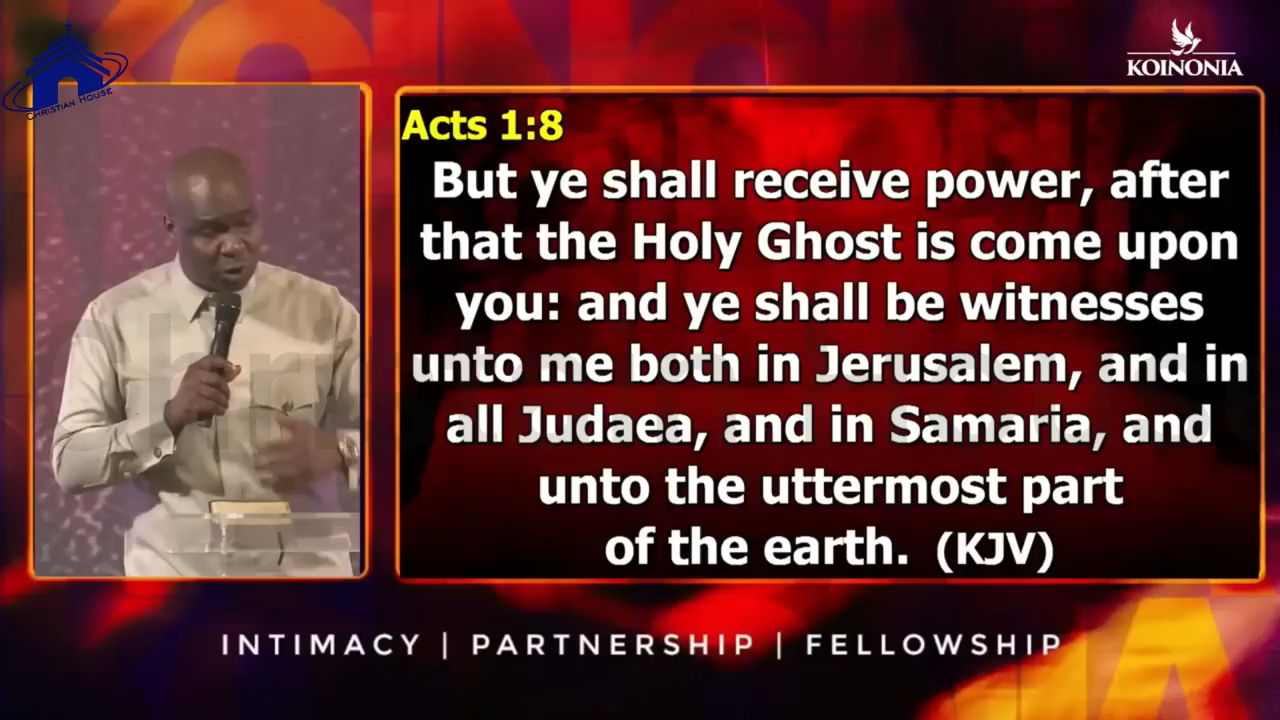 CHRISTIAN HOUSE
KOINONIA
Acts 1:8
But ye shall receive power, after
that the Holy Ghost is come upon
you: and ye shall be witnesses
unto me both in Jerusalem, and in
all Judaea, and in Samaria, and
unto the uttermost part
of the earth. (KJV)
INTIMACY | PARTNERSHIP | FELLOWSHIP